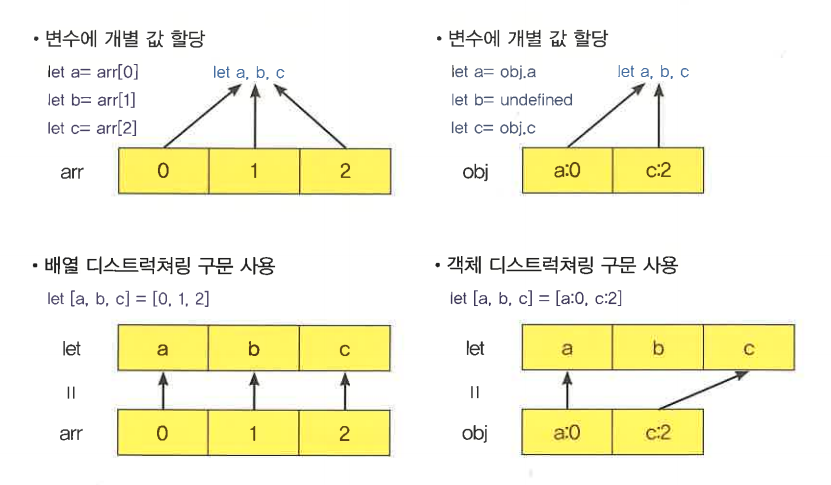 • 변수에 개별 값 할당
let a= arr[0]
let a, b, c
let b= arr[1]
let c= arr[2]
arr
0
1
2
• 변수에 개별 값 할당
let a= obj.a
let a, b, c
let b= undefined
let c= obj.c
obj
a:0
c:2
• 배열 디스트럭쳐링 구문 사용
let [a, b, c] = [0, 1, 2]
let
a
b
c
=
arr
0
1
2
• 객체 디스트럭쳐링 구문 사용
let [a, b, c] = [a:0, c:2]
let
a
b
c
=
obj
a:0
c:2